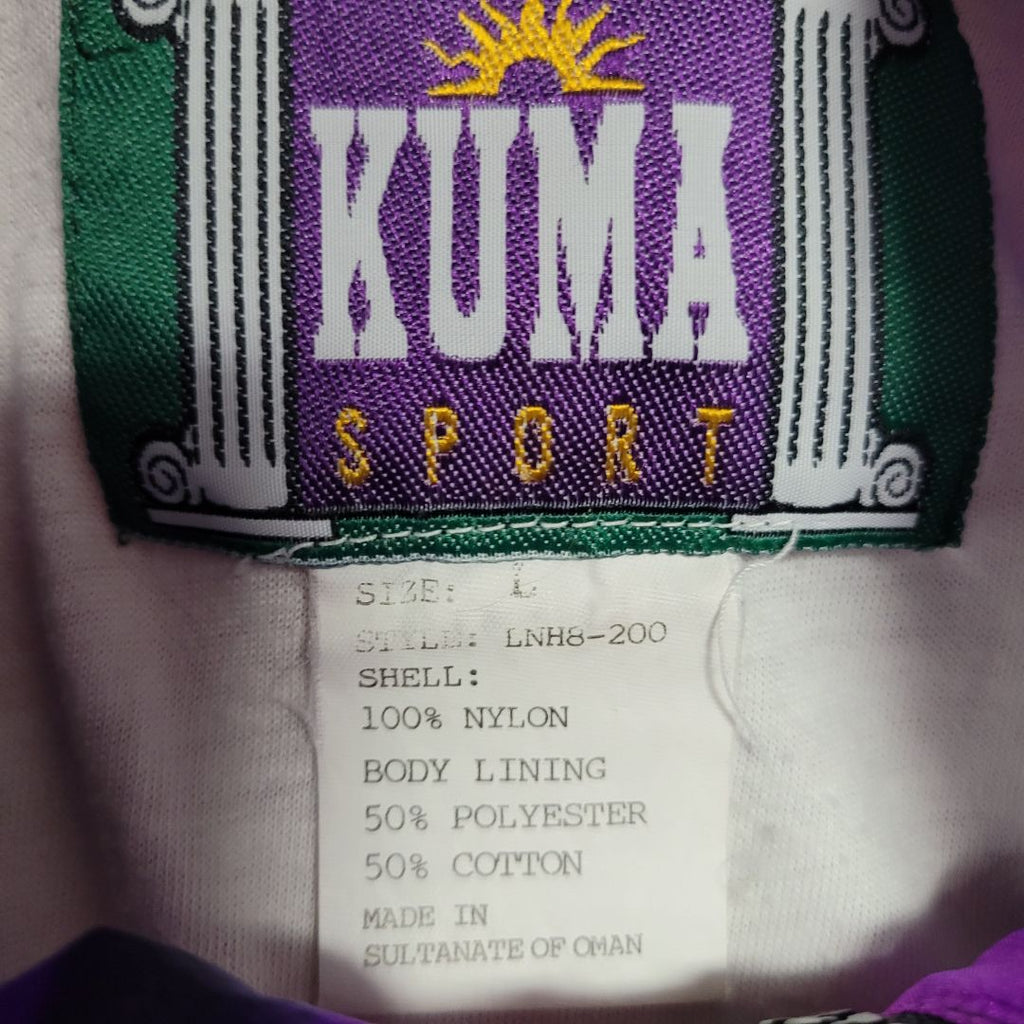 KUMA
SPORT
SIZE: L
STYLE: LNH8-200
SHELL:
100% NYLON
BODY LINING
50% POLYESTER
50% COTTON
MADE IN
SULTANATE OF OMAN